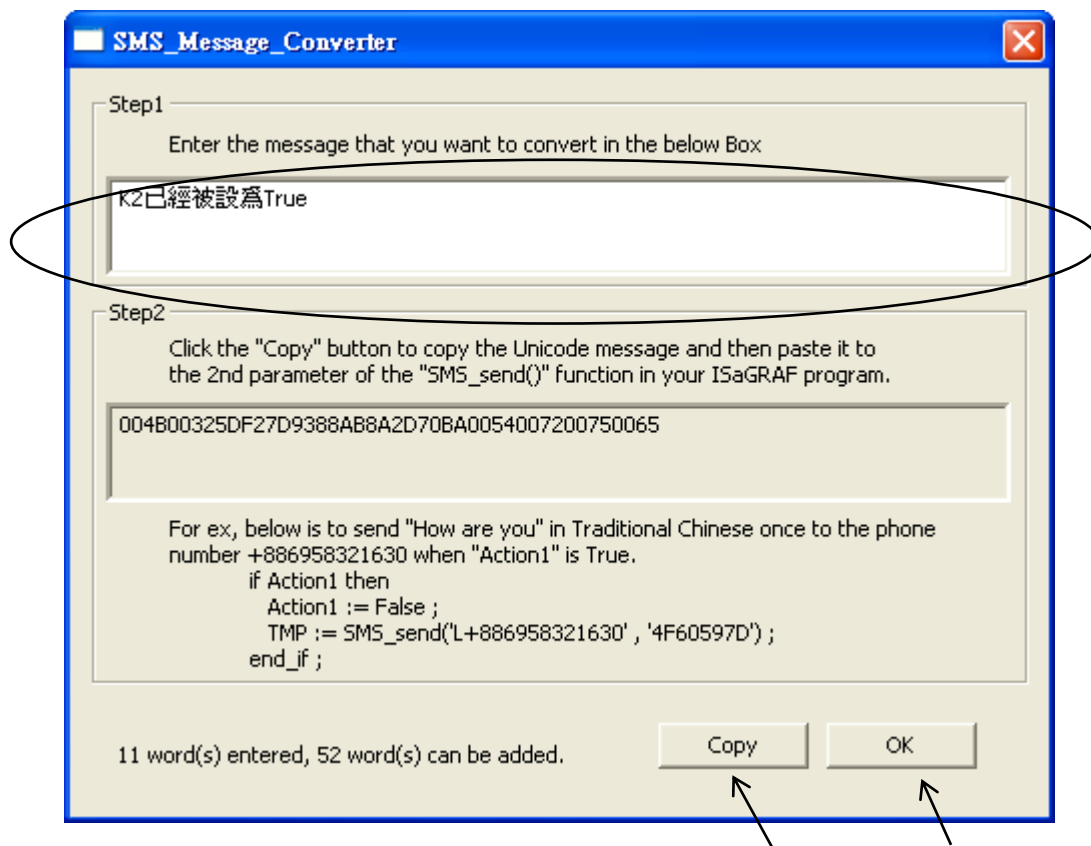 SMS_Message_Converter
Step1
Enter the message that you want to convert in the below Box
K2已經被設為True
Step2
Click the "Copy" button to copy the Unicode message and then paste it to
the 2nd parameter of the "SMS_send()" function in your ISaGRAF program.
004B00325DF27D9388AB8A2D70BA0054007200750065
For ex, below is to send "How are you" in Traditional Chinese once to the phone
number +886958321630 when "Action1" is True.
if Action1 then
Action1 := False ;
TMP := SMS_send('L+886958321630' , '4F60597D') ;
end_if ;
11 word(s) entered, 52 word(s) can be added.
Copy
OK